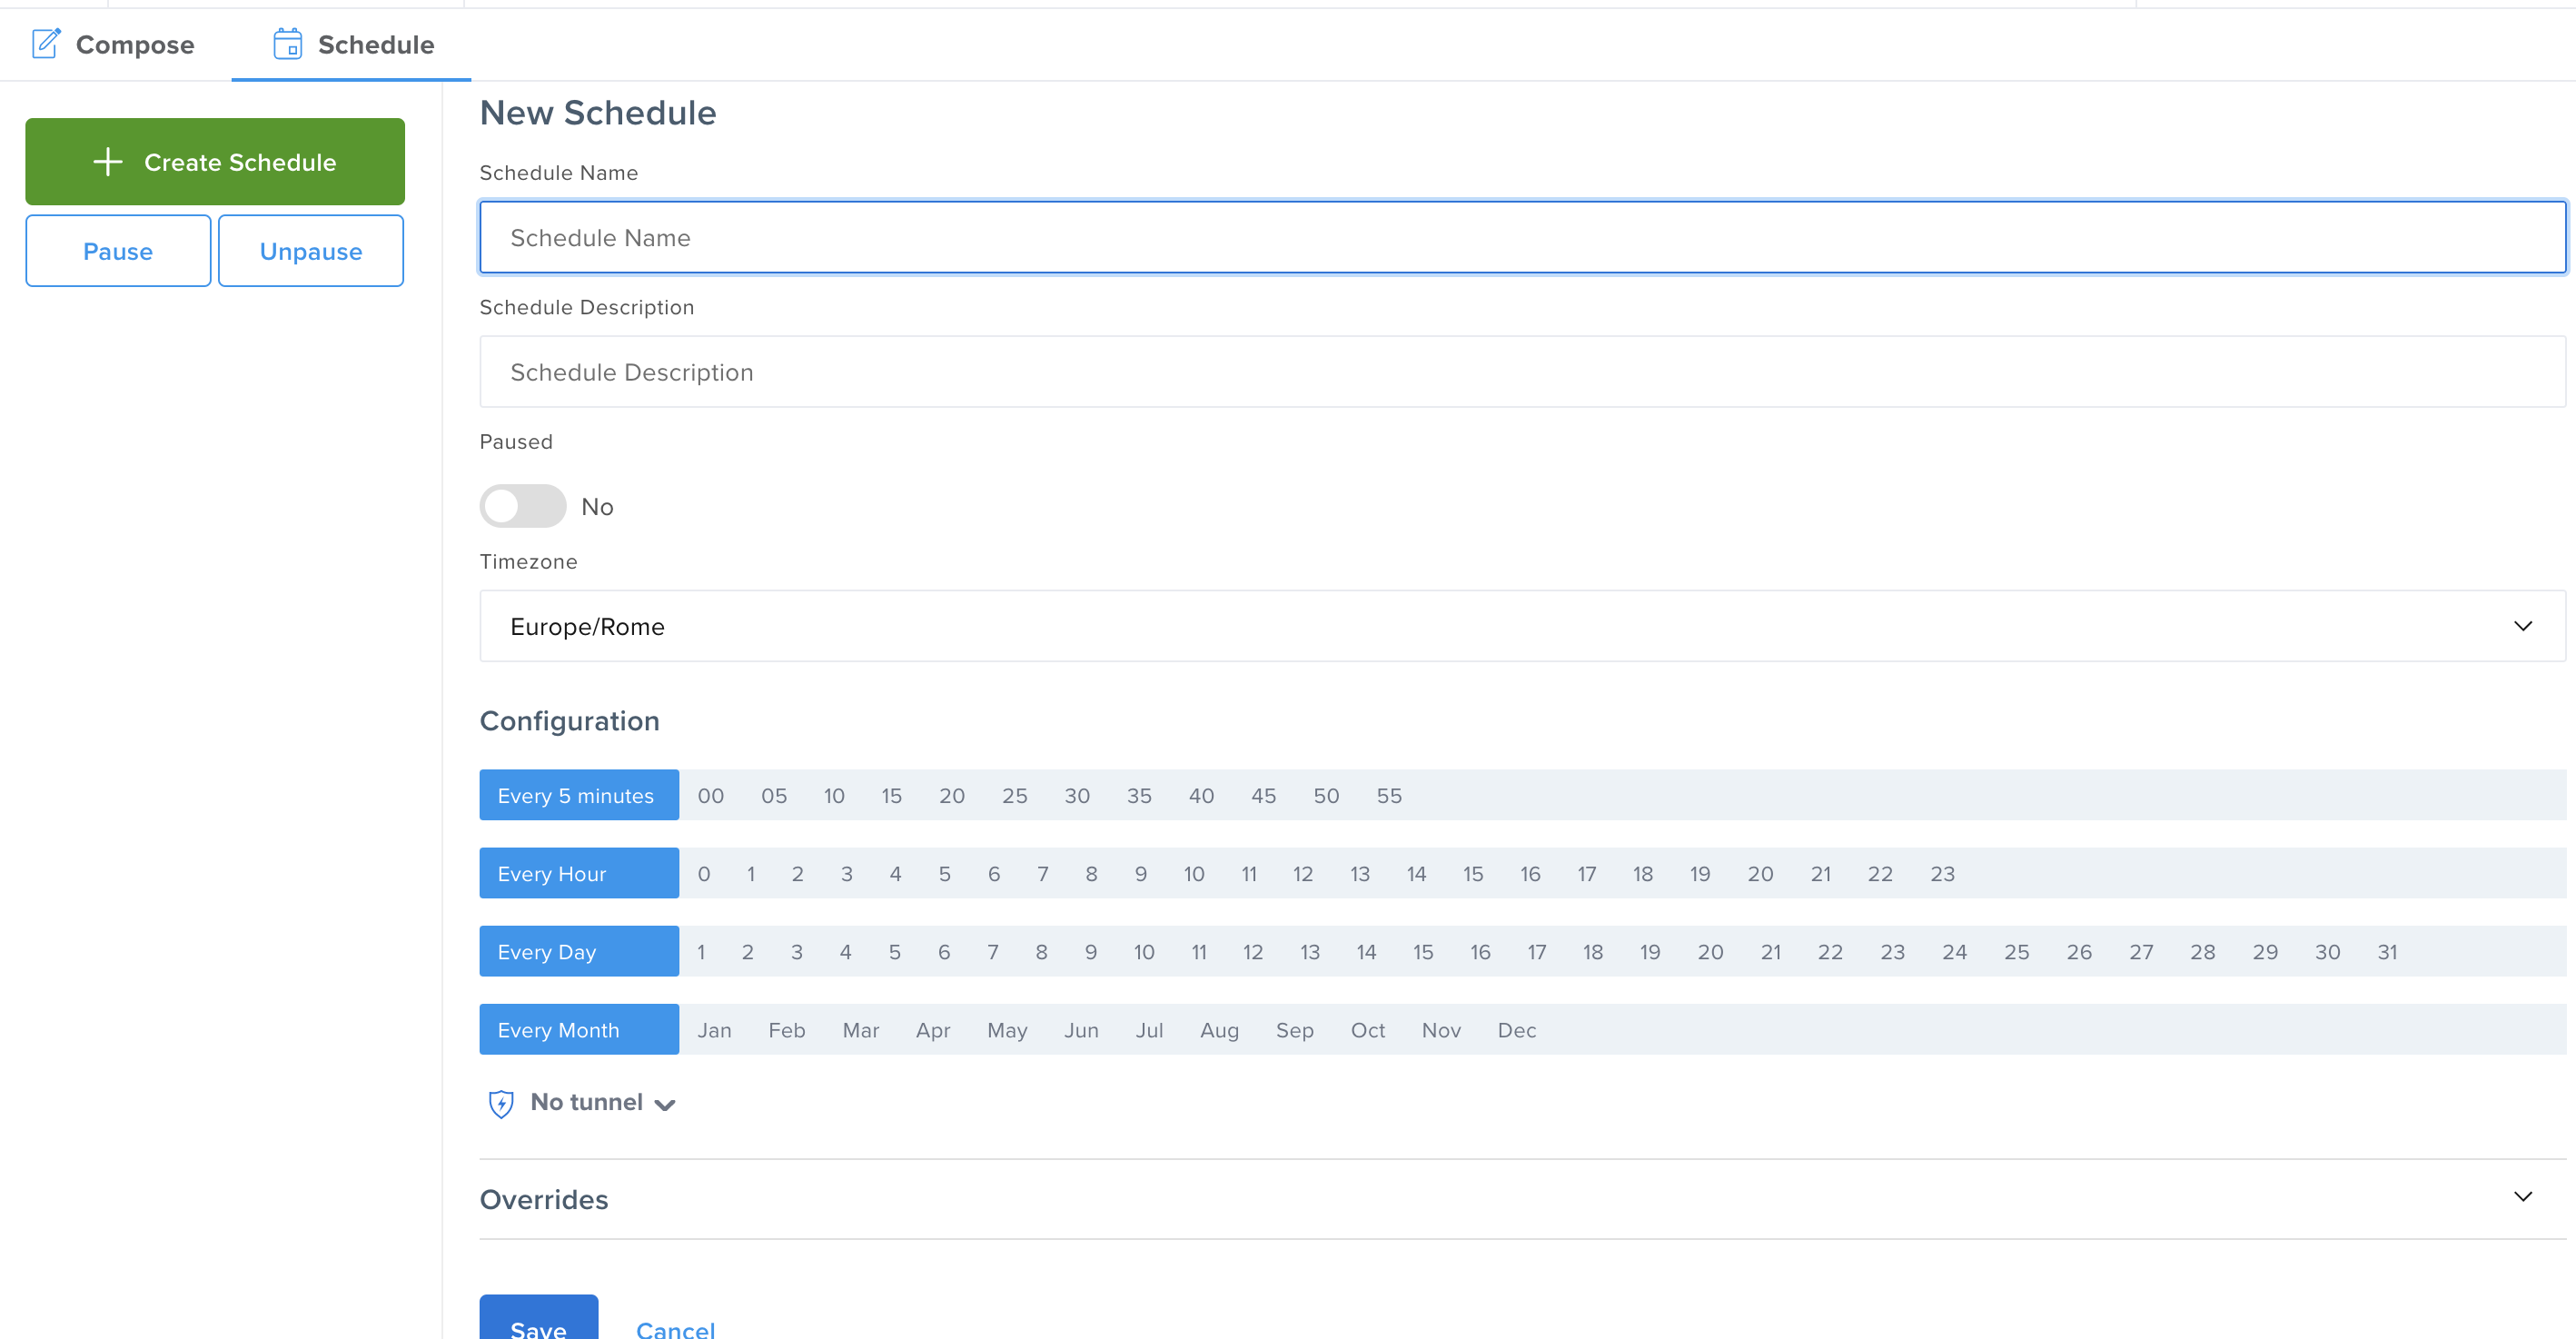 Compose Schedule
Create Schedule
Pause Unpause
New Schedule
Schedule Name
Schedule Name
Schedule Description
Schedule Description
Paused
No
Timezone
Europe/Rome
Configuration
Every 5 minutes 00 05 10 15 20 25 30 35 40 45 50 55
Every Hour 0 1 2 3 4 5 6 7 8 9 10 11 12 13 14 15 16 17 18 19 20 21 22 23
Every Day 1 2 3 4 5 6 7 8 9 10 11 12 13 14 15 16 17 18 19 20 21 22 23 24 25 26 27 28 29 30 31
Every Month Jan Feb Mar Apr May Jun Jul Aug Sep Oct Nov Dec
No tunnel
Overrides
Save Cancel